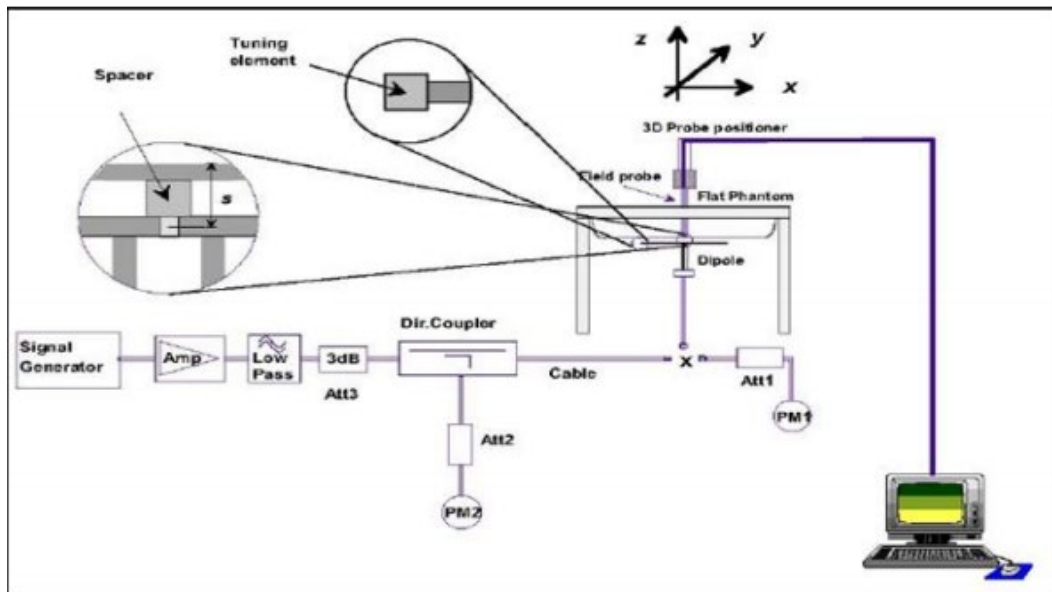 Tuning
element
Spacer
z
y
x
3D Probe positioner
Field probe
Flat Phantom
s
Dipole
Dir.Coupler
Signal
Generator
Amp
Low
Pass
3dB
Att3
Cable
x
Att1
PM1
Att2
PM2